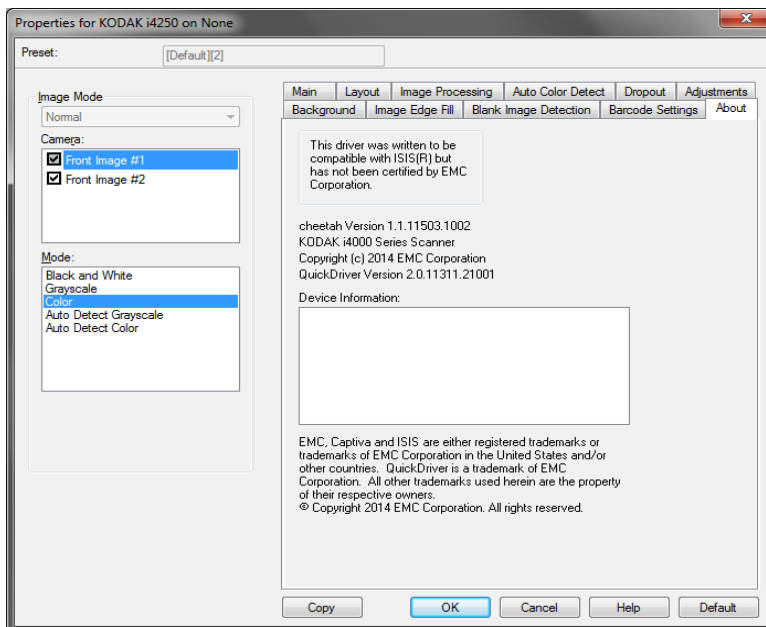 Properties for KODAK i4250 on None
Preset:
[Default][2]
Image Mode
Normal
Camera:
Front Image #1
Front Image #2
Mode:
Black and White
Grayscale
Color
Auto Detect Grayscale
Auto Detect Color
Main Layout Image Processing Auto Color Detect Dropout Adjustments
Background Image Edge Fill Blank Image Detection Barcode Settings About
This driver was written to be
compatible with ISIS(R) but
has not been certified by EMC
Corporation.
cheetah Version 1.1.11503.1002
KODAK i4000 Series Scanner
Copyright (c) 2014 EMC Corporation
QuickDriver Version 2.0.11311.21001
Device Information:
EMC, Captiva and ISIS are either registered trademarks or
trademarks of EMC Corporation in the United States and/or
other countries. QuickDriver is a trademark of EMC
Corporation. All other trademarks used herein are the property
of their respective owners.
© Copyright 2014 EMC Corporation. All rights reserved.
Copy OK Cancel Help Default